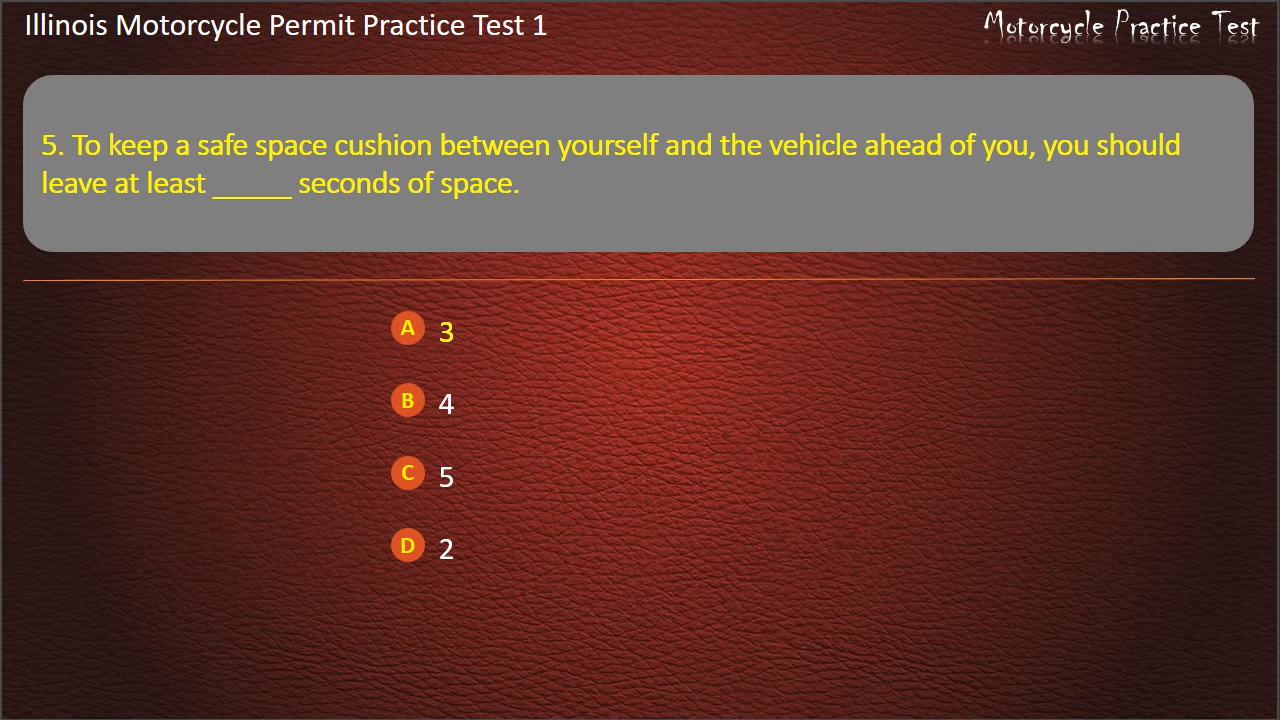 Illinois Motorcycle Permit Practice Test 1
Motorcycle Practice Test
5. To keep a safe space cushion between yourself and the vehicle ahead of you, you should
leave at least _____ seconds of space.
A 3
B 4
C 5
D 2